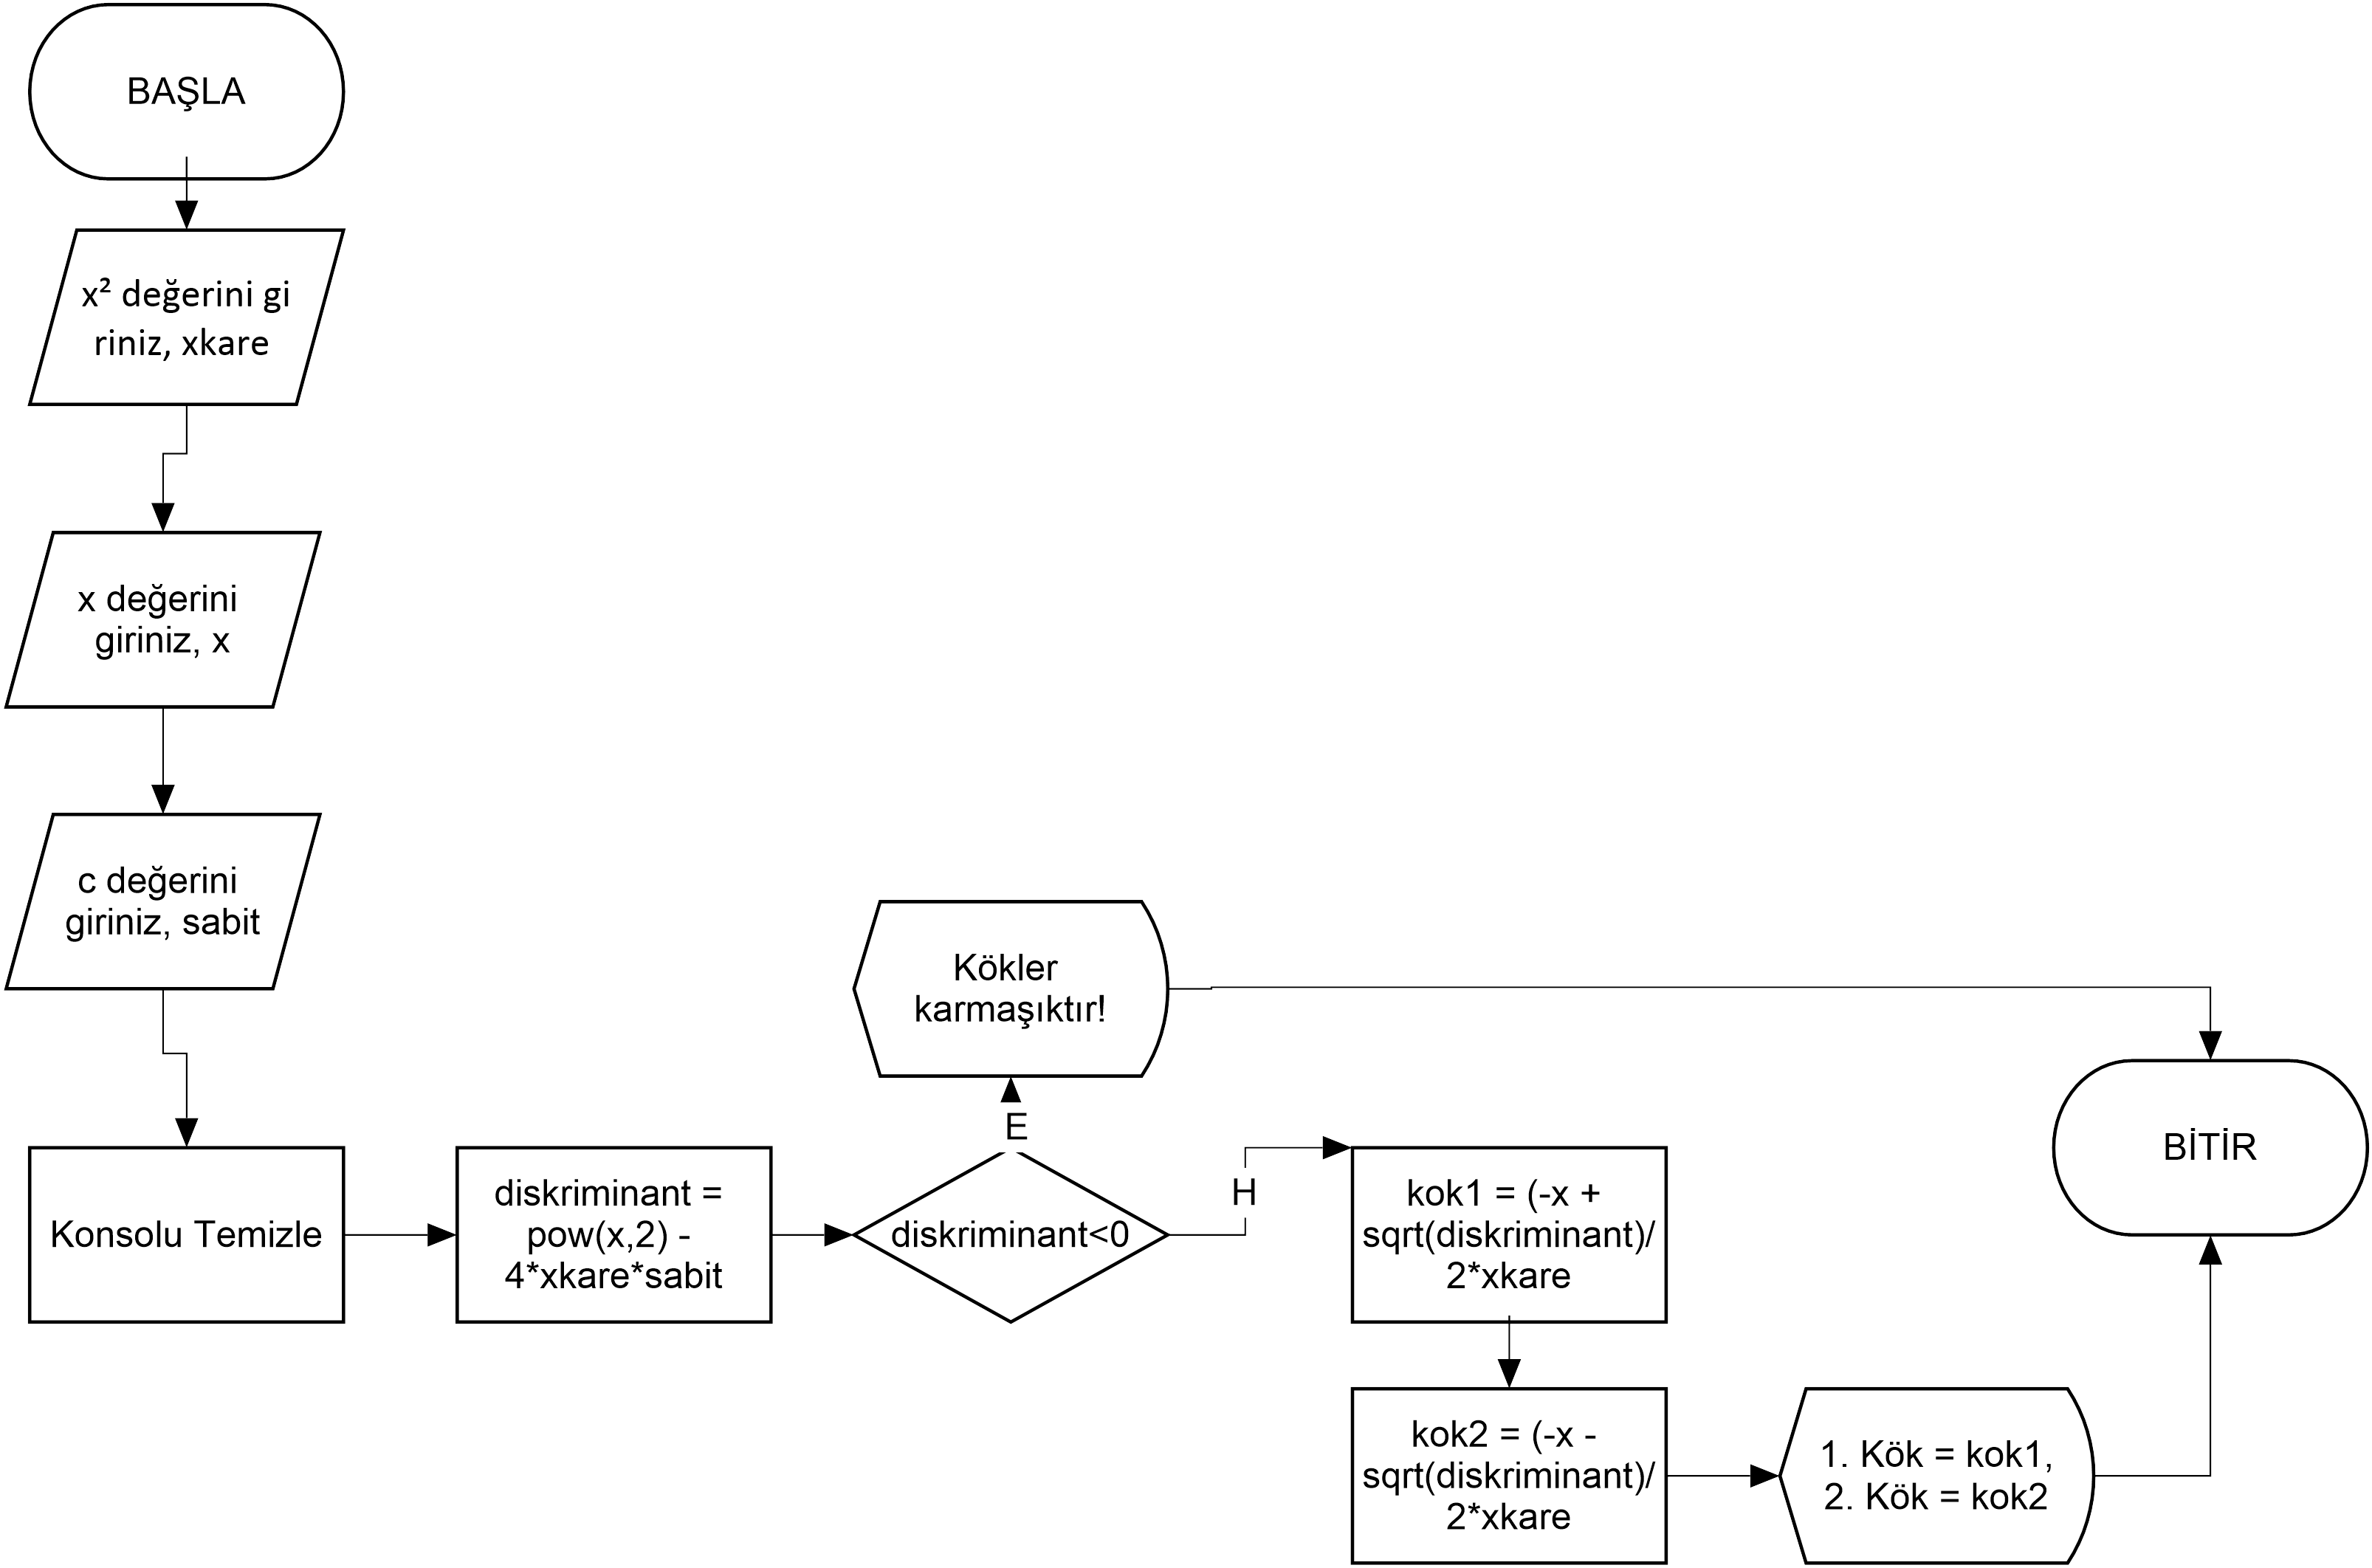 BAŞLA
x² değerini gi
riniz, xkare
x değerini
giriniz, x
c değerini
giriniz, sabit
Konsolu Temizle
diskriminant =
pow(x,2) -
4*xkare*sabit
diskriminant<0
E
Kökler
karmaşıktır!
H
kok1 = (-x +
sqrt(diskriminant)/
2*xkare
kok2 = (-x -
sqrt(diskriminant)/
2*xkare
1. Kök = kok1,
2. Kök = kok2
BİTİR